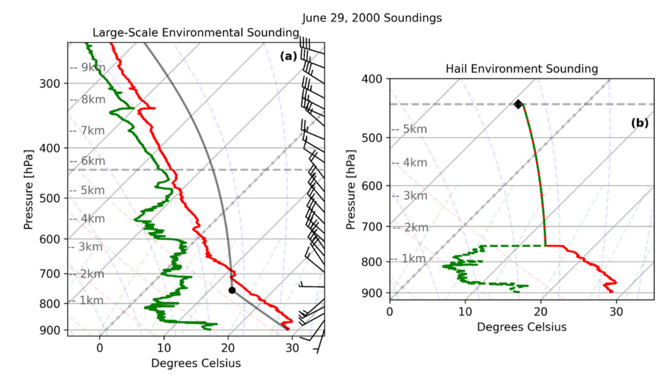 June 29, 2000 Soundings
Large-Scale Environmental Sounding
(a)
Pressure [hPa]
300
400
500
600
700
800
900
-- 9km
-- 8km
-- 7km
-- 6km
-- 5km
-- 4km
-- 3km
-- 2km
-- 1km
0
10
20
30
Degrees Celsius
Hail Environment Sounding
(b)
Pressure [hPa]
400
500
600
700
800
900
-- 5km
-- 4km
-- 3km
-- 2km
-- 1km
0
10
20
30
Degrees Celsius